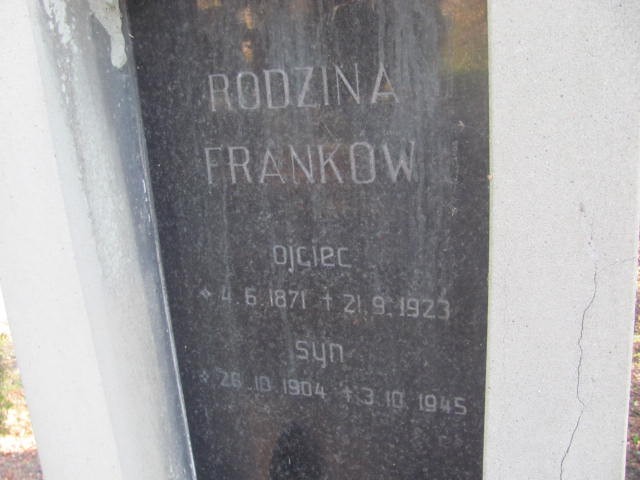 RODZINA
FRANKÓW
ojciec
+ 4.6.1871 + 21.9.1923
syn
+ 26.10.1904 + 3.10.1945